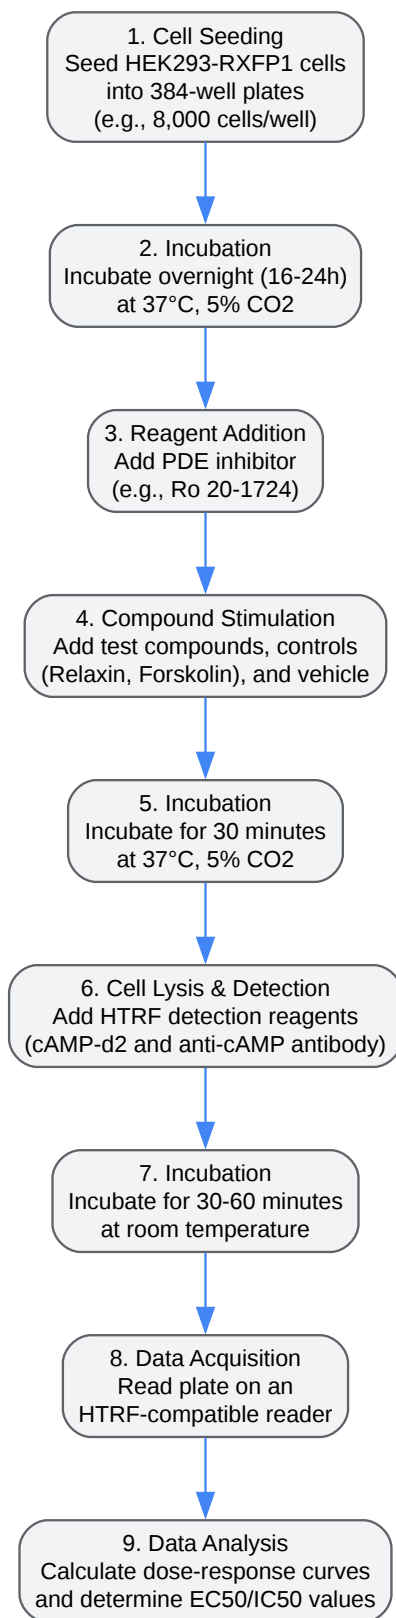 1. Cell Seeding
Seed HEK293-RXFP1 cells
into 384-well plates
(e.g., 8,000 cells/well)
2. Incubation
Incubate overnight (16-24h)
at 37°C, 5% CO2
3. Reagent Addition
Add PDE inhibitor
(e.g., Ro 20-1724)
4. Compound Stimulation
Add test compounds, controls
(Relaxin, Forskolin), and vehicle
5. Incubation
Incubate for 30 minutes
at 37°C, 5% CO2
6. Cell Lysis & Detection
Add HTRF detection reagents
(cAMP-d2 and anti-cAMP antibody)
7. Incubation
Incubate for 30-60 minutes
at room temperature
8. Data Acquisition
Read plate on an
HTRF-compatible reader
9. Data Analysis
Calculate dose-response curves
and determine EC50/IC50 values